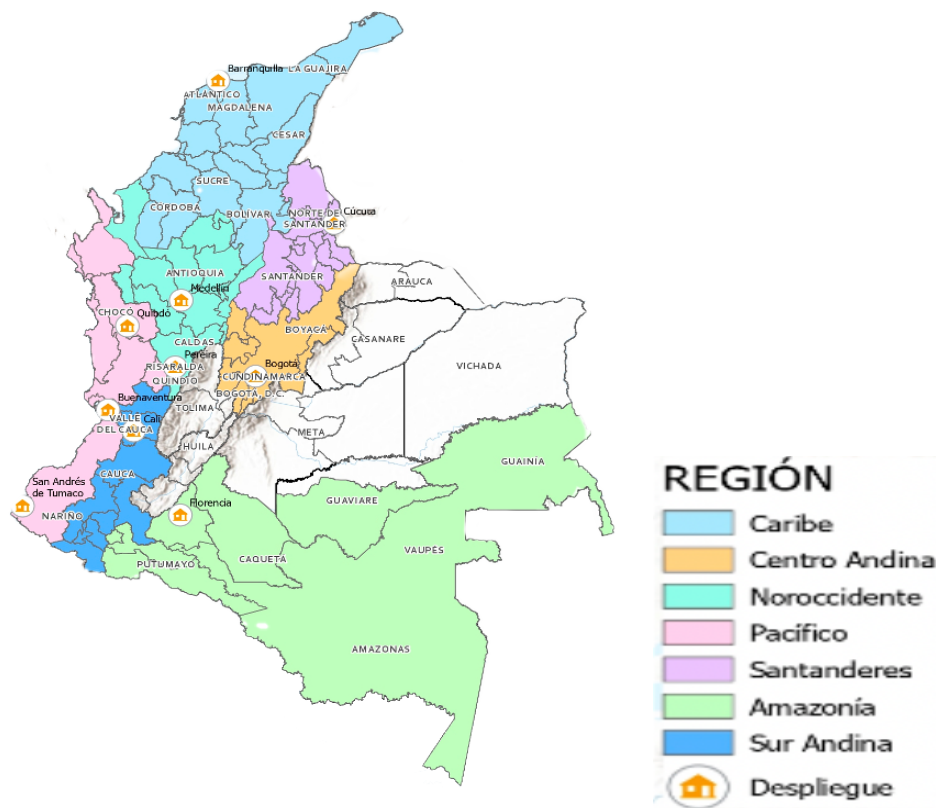 Barranquilla
LA GUAJIRA
ATLÁNTICO
MAGDALENA
CESAR
SUCRE
CÓRDOBA
BOLÍVAR
NORTE DE
SANTANDER
Cúcuta
ANTIOQUIA
SANTANDER
ARAUCA
Medellín
CHOCÓ
Quibdó
BOYACÁ
CALDAS
CASANARE
Pereira
RISARALDA
Bogotá
VICHADA
CUNDINAMARCA
QUINDÍO
BOGOTÁ, D.C.
Buenaventura
TOLIMA
VALLE
DEL CAUCA
Cali
META
HUILA
GUAINÍA
CAUCA
San Andrés
de Tumaco
GUAVIARE
Florencia
NARIÑO
VAUPÉS
CAQUETÁ
PUTUMAYO
AMAZONAS
REGIÓN
Caribe
Centro Andina
Noroccidente
Pacífico
Santanderes
Amazonía
Sur Andina
Despliegue